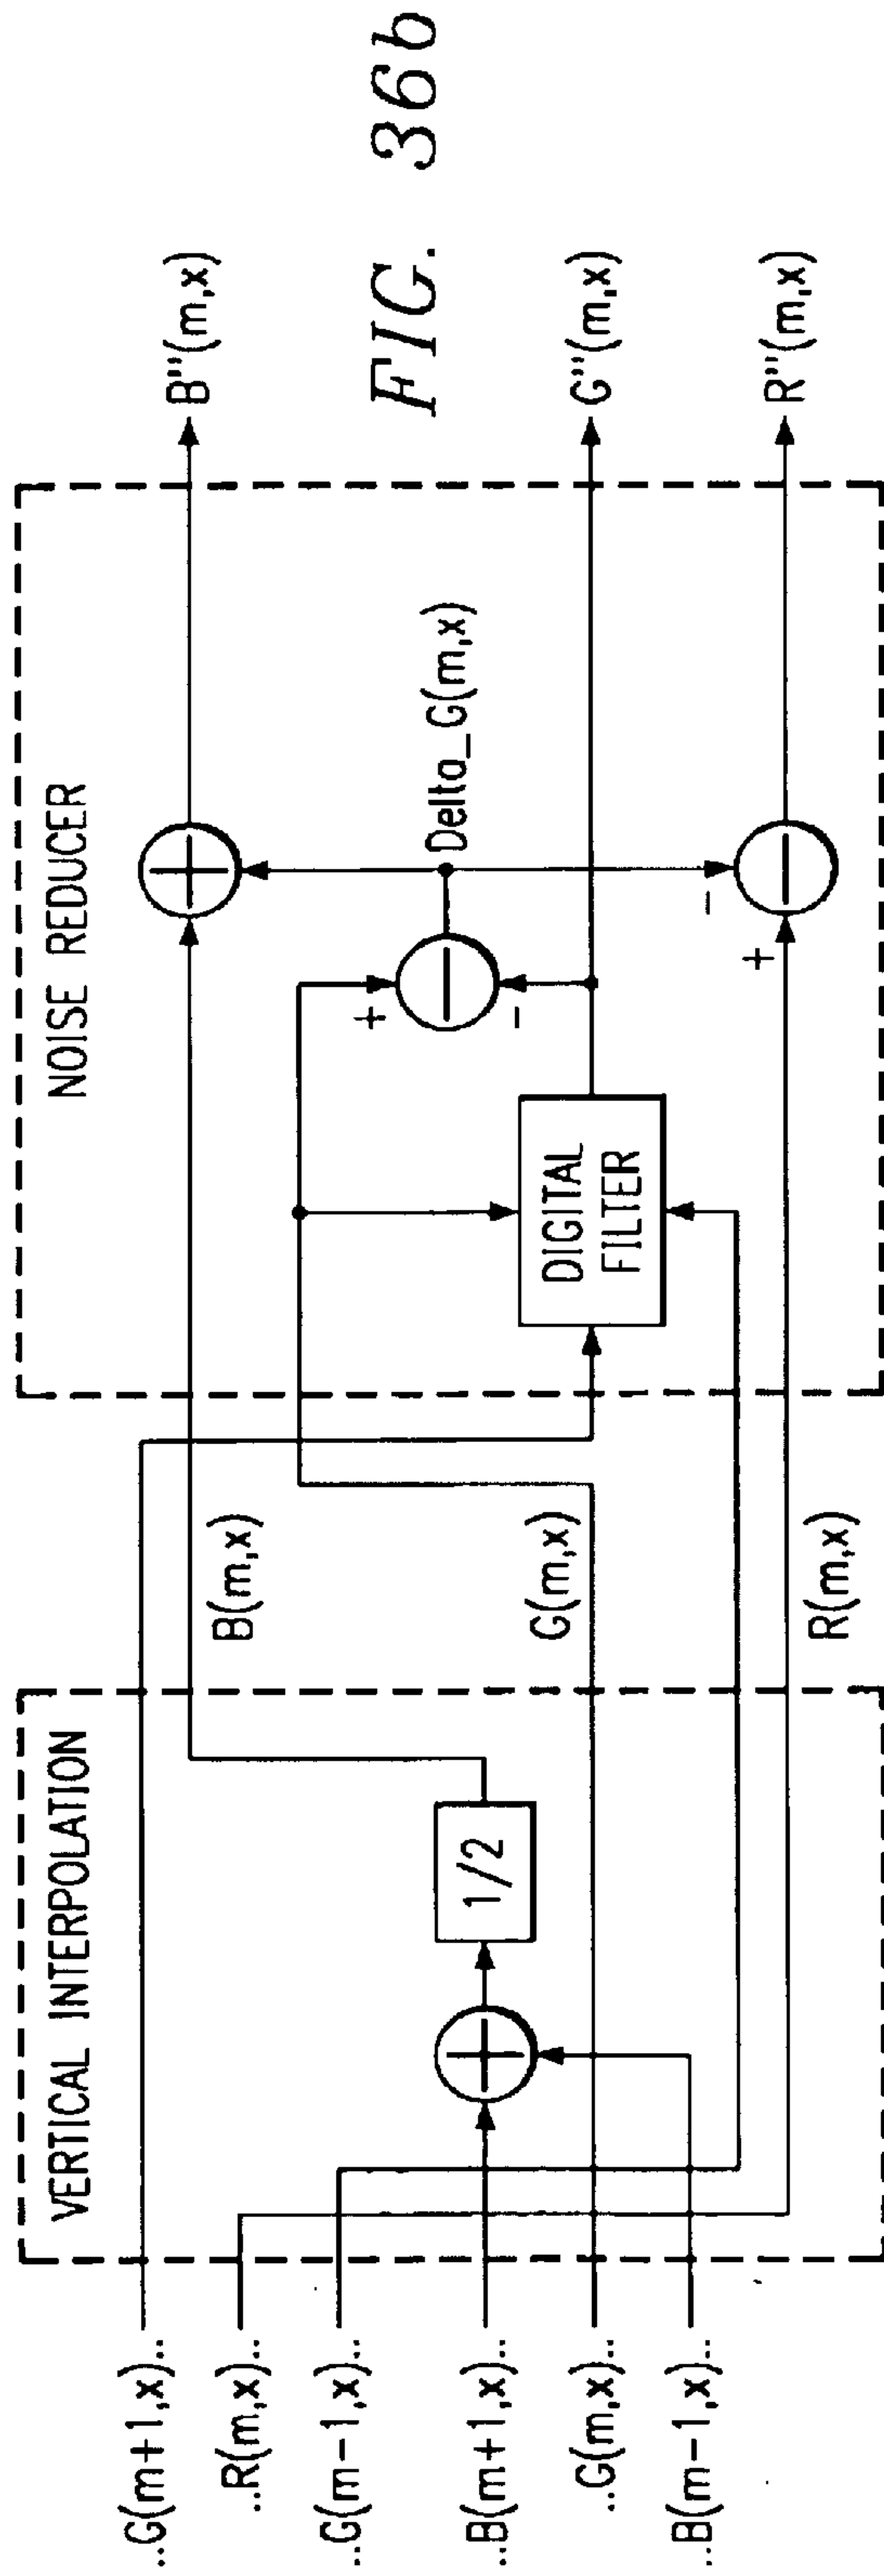 VERTICAL INTERPOLATION
NOISE REDUCER
..G(m+1,x)..
..R(m,x)..
..G(m-1,x)..
..B(m+1,x)..
..G(m,x)..
..B(m-1,x)..
1/2
B(m,x)
G(m,x)
R(m,x)
DIGITAL
FILTER
+
-
Delta_G(m,x)
-
+
B"(m,x)
G"(m,x)
R"(m,x)
FIG. 36b